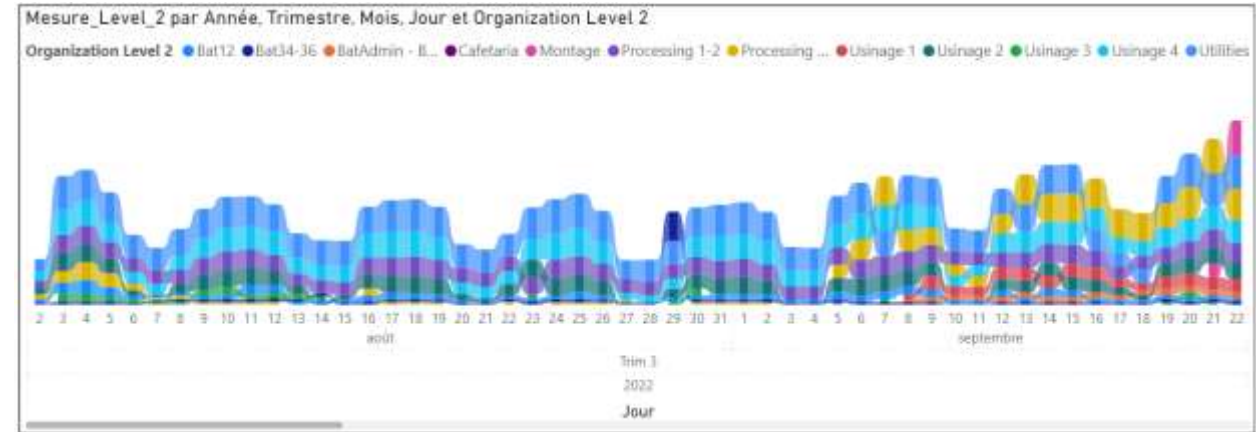 Mesure_Level_2 par Année, Trimestre, Mois, Jour et Organization Level 2
Organization Level 2 Bat12 Bat34-36 BatAdmin - B... Cafetaria Montage Processing 1-2 Processing ... Usinage 1 Usinage 2 Usinage 3 Usinage 4 Utilities
2 3 4 5 6 7 8 9 10 11 12 13 14 15 16 17 18 19 20 21 22 23 24 25 26 27 28 29 30 31 1 2 3 4 5 6 7 8 9 10 11 12 13 14 15 16 17 18 19 20 21 22
août septembre
Trim 3
2022
Jour